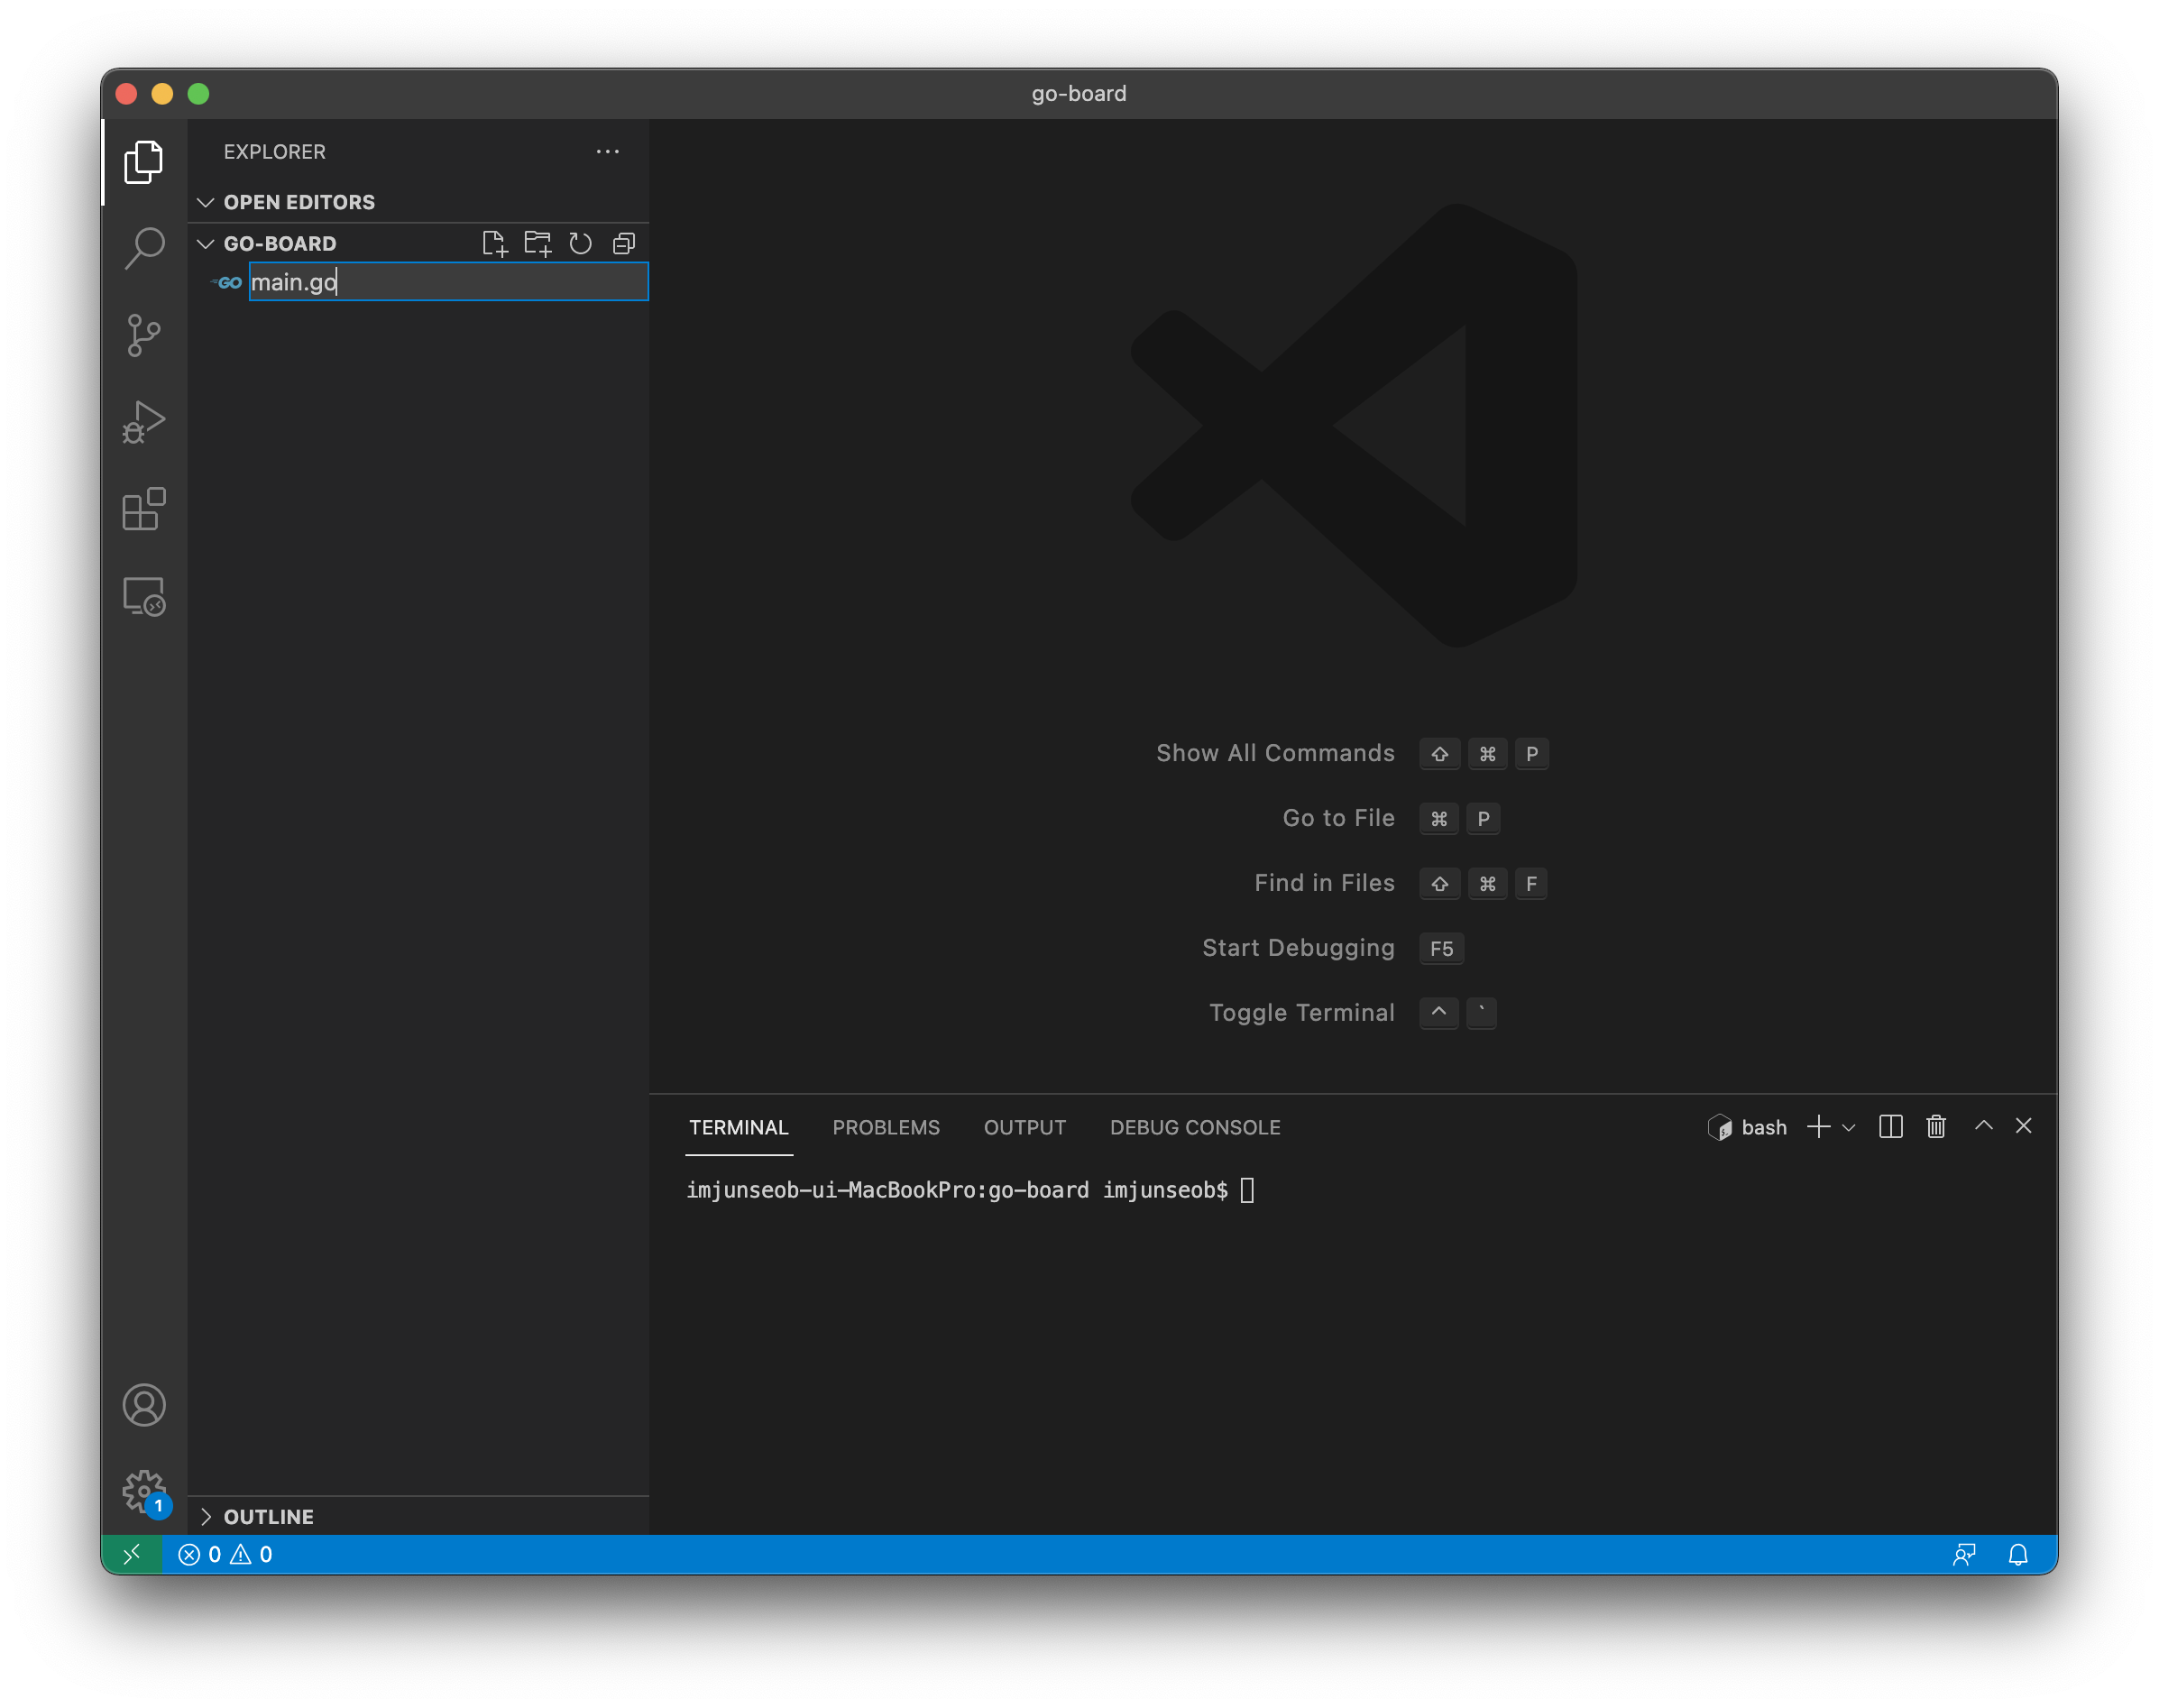 go-board
EXPLORER
OPEN EDITORS
GO-BOARD
GO main.go
Show All Commands ⇧ ⌘ P
Go to File ⌘ P
Find in Files ⇧ ⌘ F
Start Debugging F5
Toggle Terminal ^ `
TERMINAL PROBLEMS OUTPUT DEBUG CONSOLE bash
imjunseob-ui-MacBookPro:go-board imjunseob$
1
OUTLINE
0 0